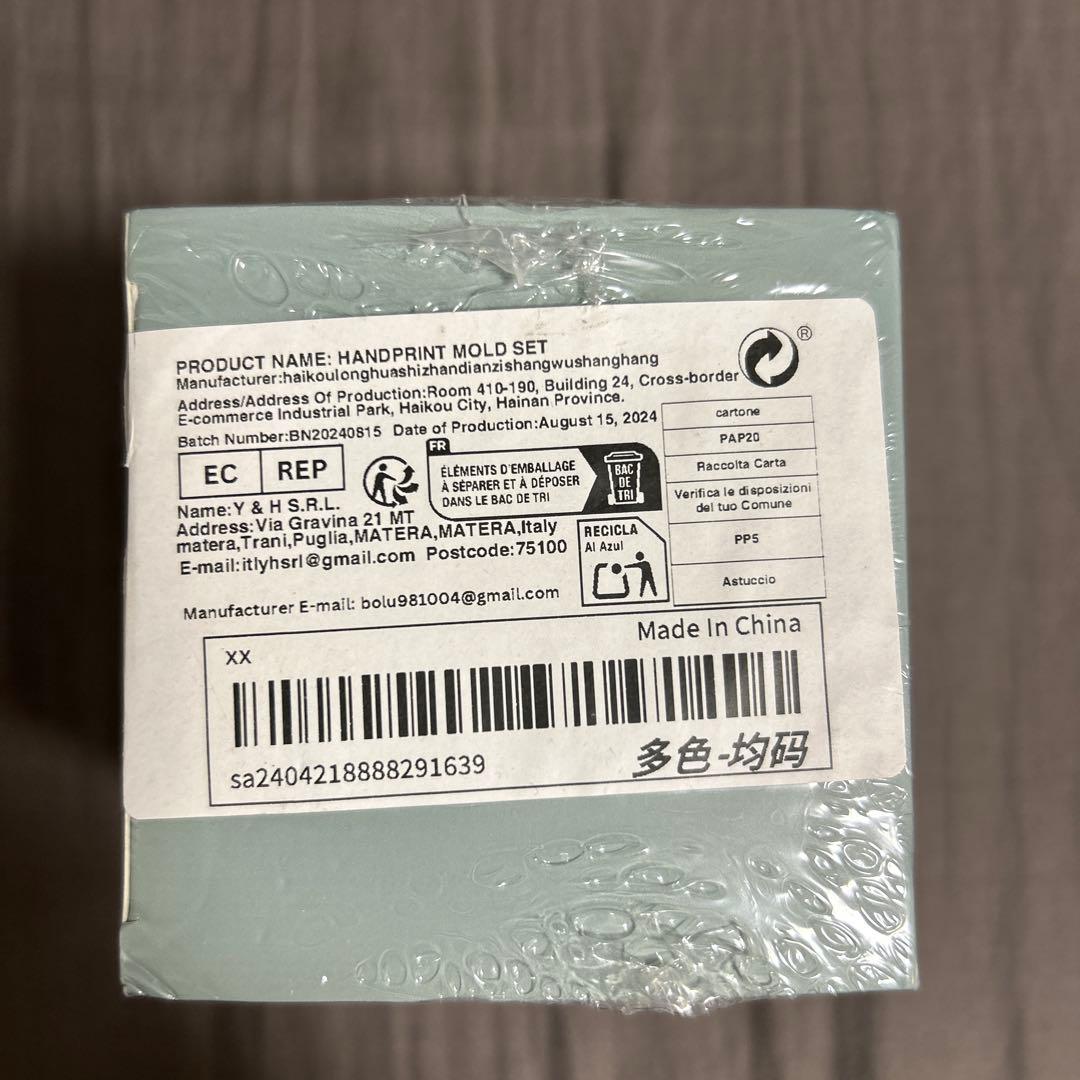 PRODUCT NAME: HANDPRINT MOLD SET
Manufacturer:haikoulonghuashizhandianzishangwushanghang
Address/Address Of Production:Room 410-190, Building 24, Cross-border
E-commerce Industrial Park, Haikou City, Hainan Province.
Batch Number:BN20240815 Date of Production:August 15, 2024
®
EC REP
FR
ÉLÉMENTS D'EMBALLAGE
À SÉPARER ET À DÉPOSER
DANS LE BAC DE TRI
BAC
DE
TRI
cartone
PAP20
Raccolta Carta
Verifica le disposizioni
del tuo Comune
PP5
Astuccio
Name:Y & H S.R.L.
Address:Via Gravina 21 MT
matera,Trani,Puglia,MATERA,MATERA,Italy
E-mail:itlyhsrl@gmail.com Postcode:75100
RECICLA
Al Azul
Manufacturer E-mail: bolu981004@gmail.com
Made In China
XX
sa2404218888291639
多色-均码